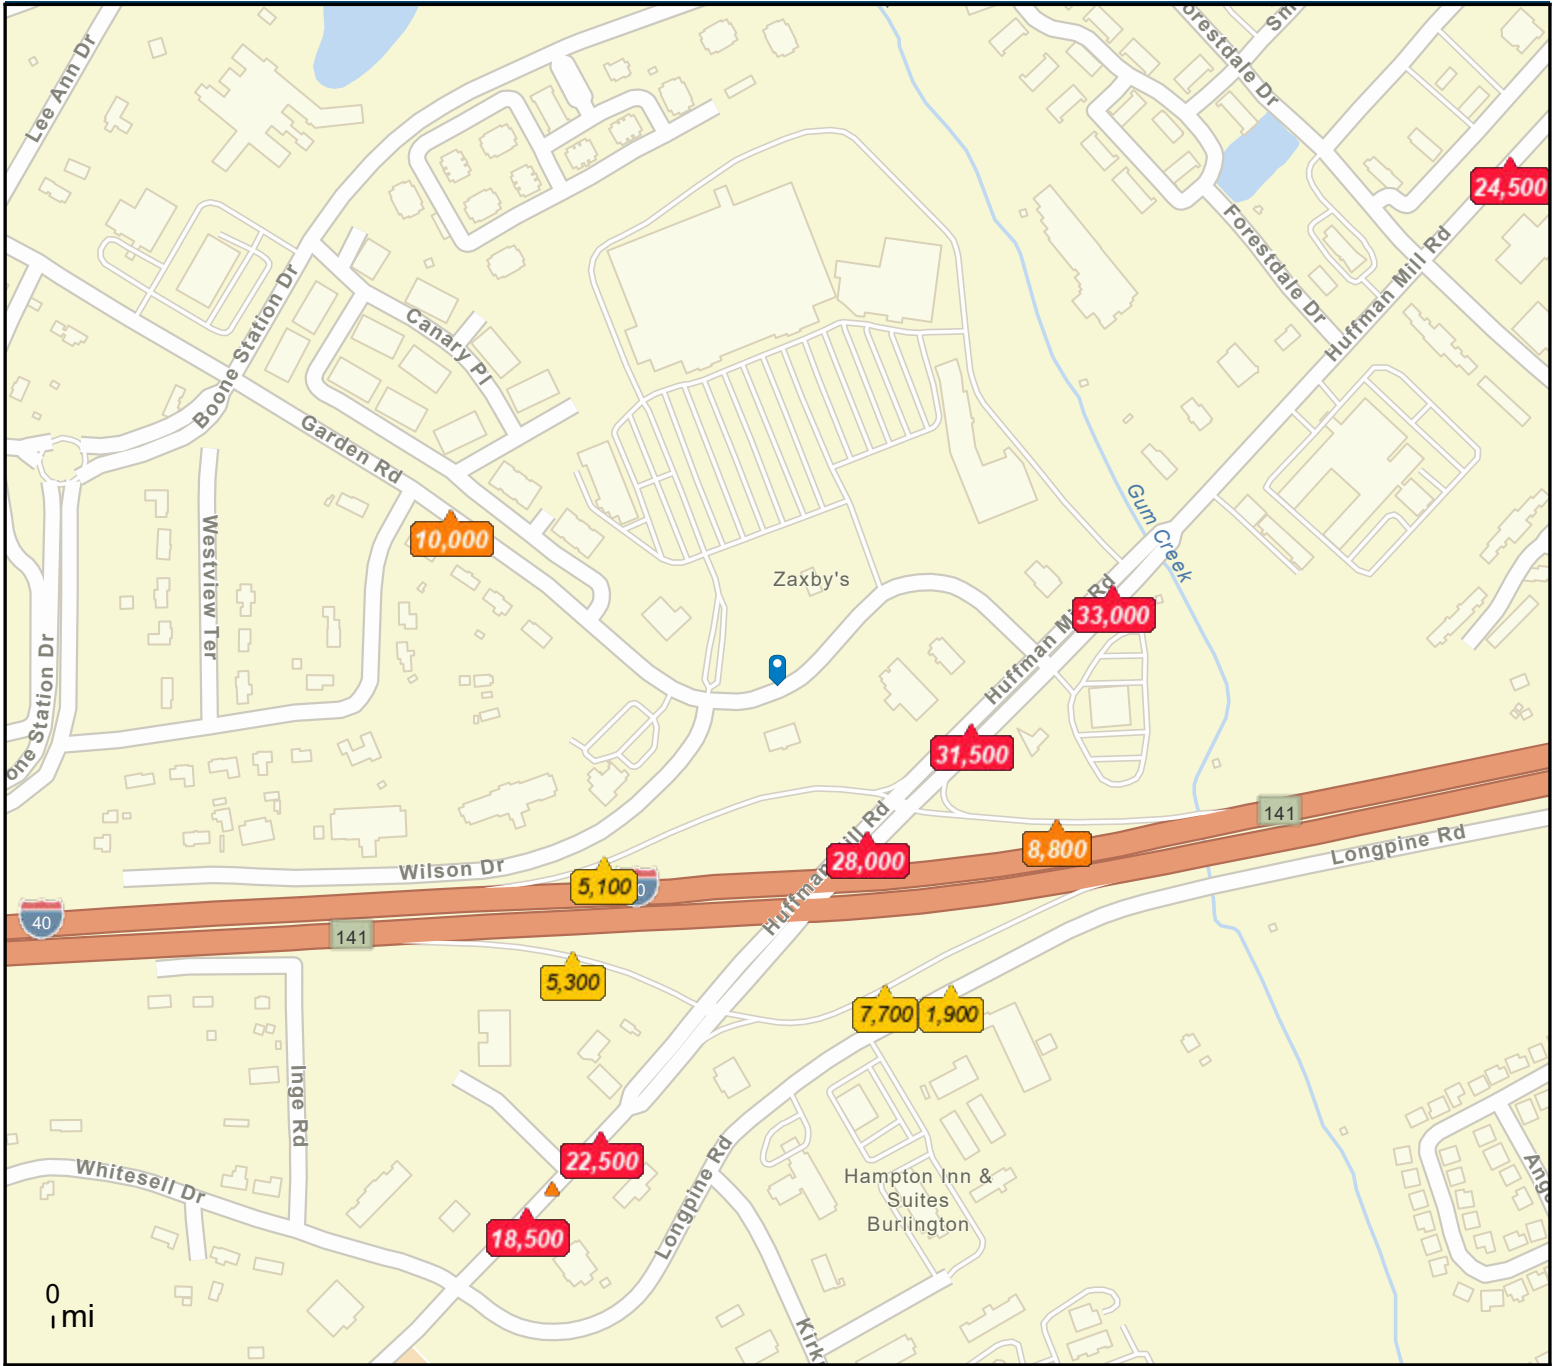 Lee Ann Dr
Forestdale Dr
Sm
24,500
Forestdale Dr
Huffman Mill Rd
Boone Station Dr
Canary Pl
Garden Rd
10,000
Westview Ter
Gum Creek
Zaxby's
33,000
Huffman Mill Rd
one Station Dr
31,500
141
Longpine Rd
8,800
28,000
Huffman Mill Rd
Wilson Dr
5,100
40
141
5,300
7,700
1,900
Inge Rd
22,500
Whitesell Dr
18,500
Longpine Rd
Hampton Inn &
Suites
Burlington
Ange
Kirk
0
mi